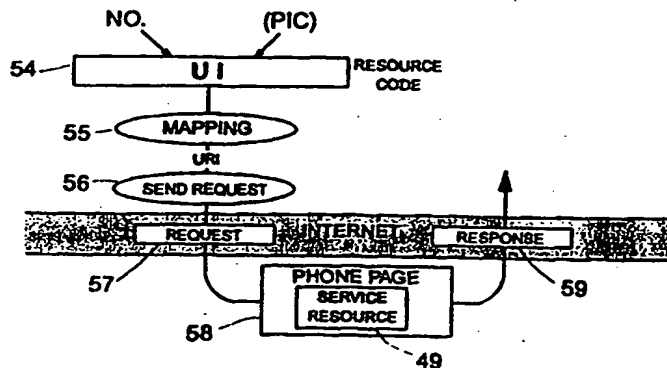 NO. (PIC)
54 UI RESOURCE CODE
55 MAPPING
URI
56 SEND REQUEST
REQUEST INTERNET RESPONSE
57 PHONE PAGE 59
SERVICE RESOURCE
58
49